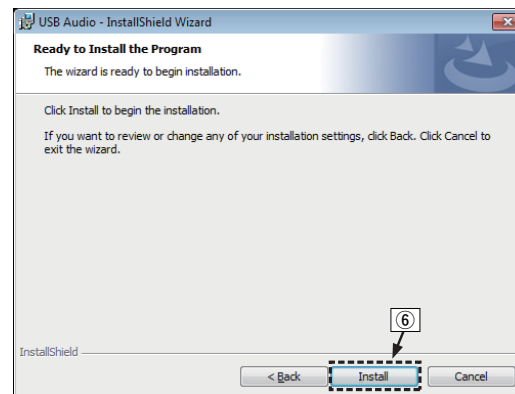 USB Audio - InstallShield Wizard
Ready to Install the Program
The wizard is ready to begin installation.
Click Install to begin the installation.
If you want to review or change any of your installation settings, click Back. Click Cancel to
exit the wizard.
⑥
InstallShield
< Back Install Cancel